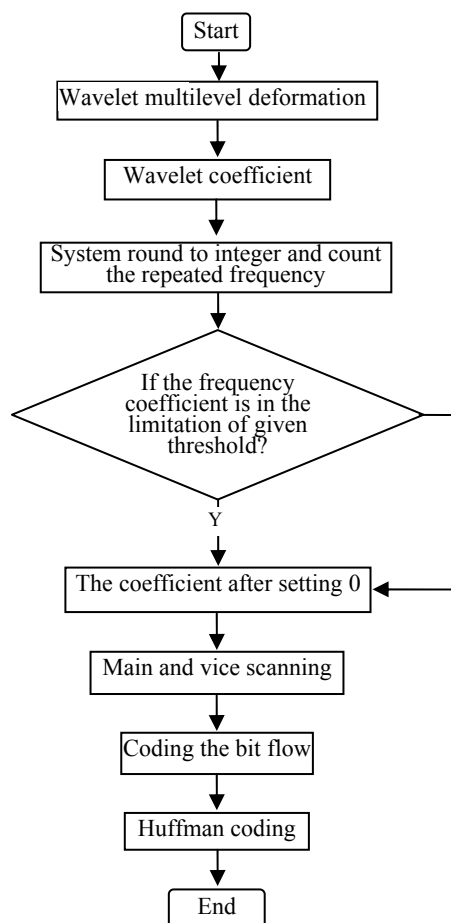 Start
Wavelet multilevel deformation
Wavelet coefficient
System round to integer and count
the repeated frequency
If the frequency
coefficient is in the
limitation of given
threshold?
Y
The coefficient after setting 0
Main and vice scanning
Coding the bit flow
Huffman coding
End